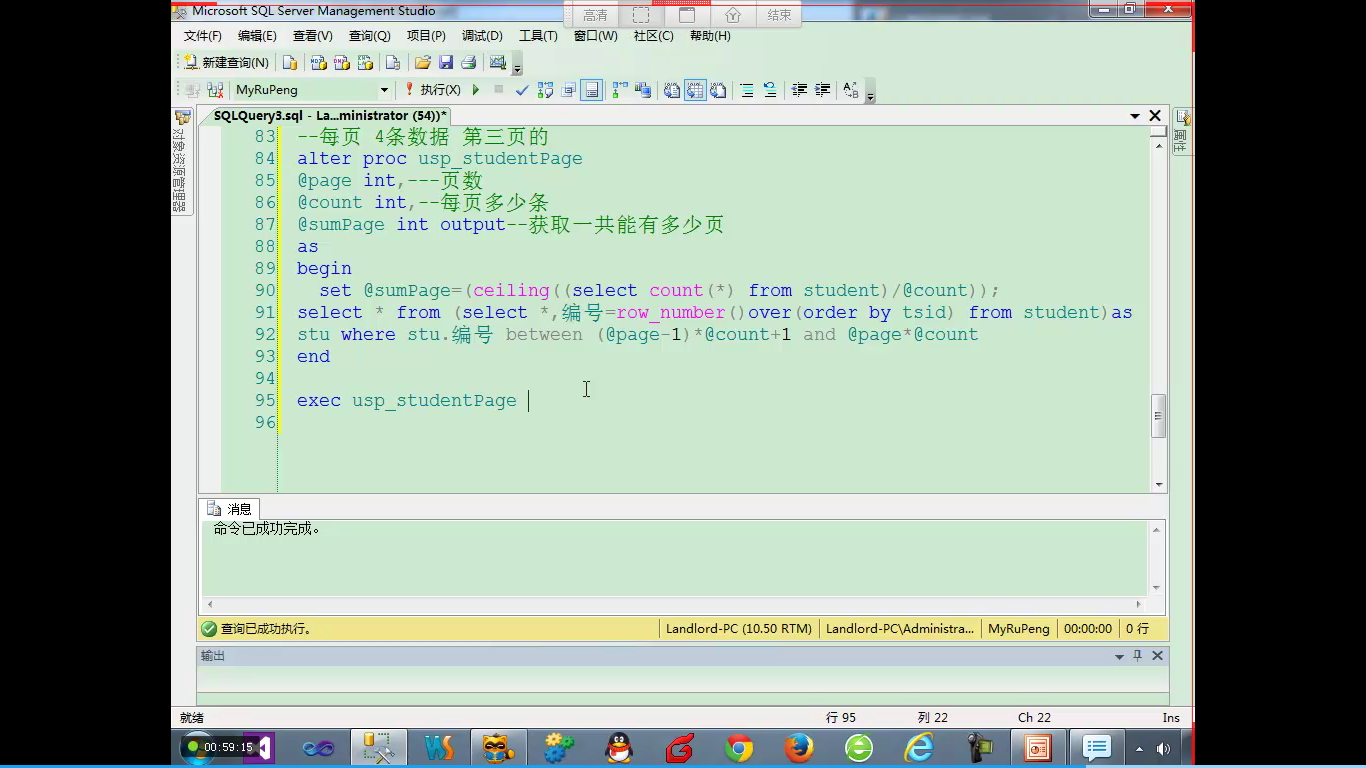 Microsoft SQL Server Management Studio
高清
结束
文件(F) 编辑(E) 查看(V) 查询(Q) 项目(P) 调试(D) 工具(T) 窗口(W) 社区(C) 帮助(H)
新建查询(N)
MyRuPeng
执行(X)
对象资源管理器
SQLQuery3.sql - La...ministrator (54))*
属性
83 --每页 4条数据 第三页的
84 alter proc usp_studentPage
85 @page int,---页数
86 @count int,--每页多少条
87 @sumPage int output--获取一共能有多少页
88 as
89 begin
90 set @sumPage=(ceiling((select count(*) from student)/@count));
91 select * from (select *,编号=row_number()over(order by tsid) from student)as
92 stu where stu.编号 between (@page-1)*@count+1 and @page*@count
93 end
94
95 exec usp_studentPage
96
消息
命令已成功完成。
查询已成功执行。 Landlord-PC (10.50 RTM) Landlord-PC\Administra... MyRuPeng 00:00:00 0 行
输出
就绪 行 95 列 22 Ch 22 Ins
00:59:15